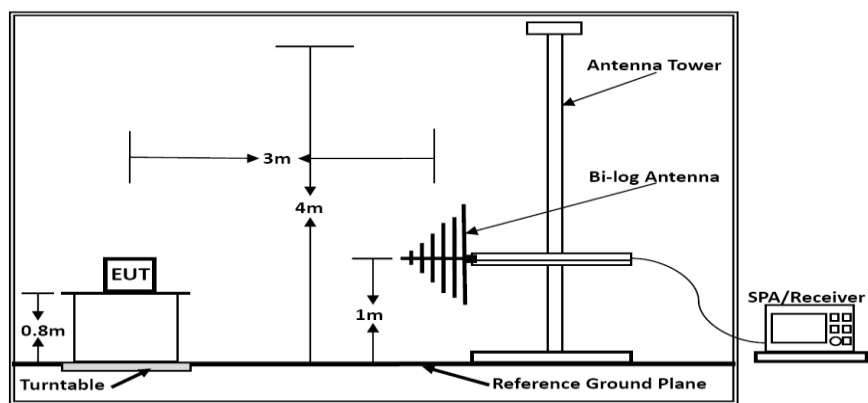 Antenna Tower
3m
Bi-log Antenna
4m
EUT
SPA/Receiver
0.8m
1m
Turntable
Reference Ground Plane